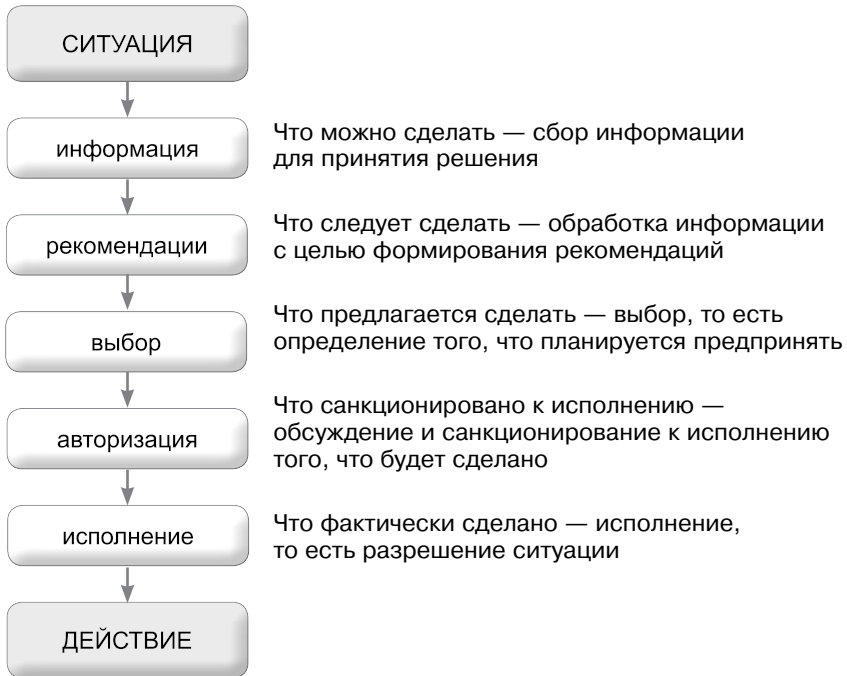 СИТУАЦИЯ
информация
Что можно сделать — сбор информации
для принятия решения
рекомендации
Что следует сделать — обработка информации
с целью формирования рекомендаций
выбор
Что предлагается сделать — выбор, то есть
определение того, что планируется предпринять
авторизация
Что санкционировано к исполнению —
обсуждение и санкционирование к исполнению
того, что будет сделано
исполнение
Что фактически сделано — исполнение,
то есть разрешение ситуации
ДЕЙСТВИЕ